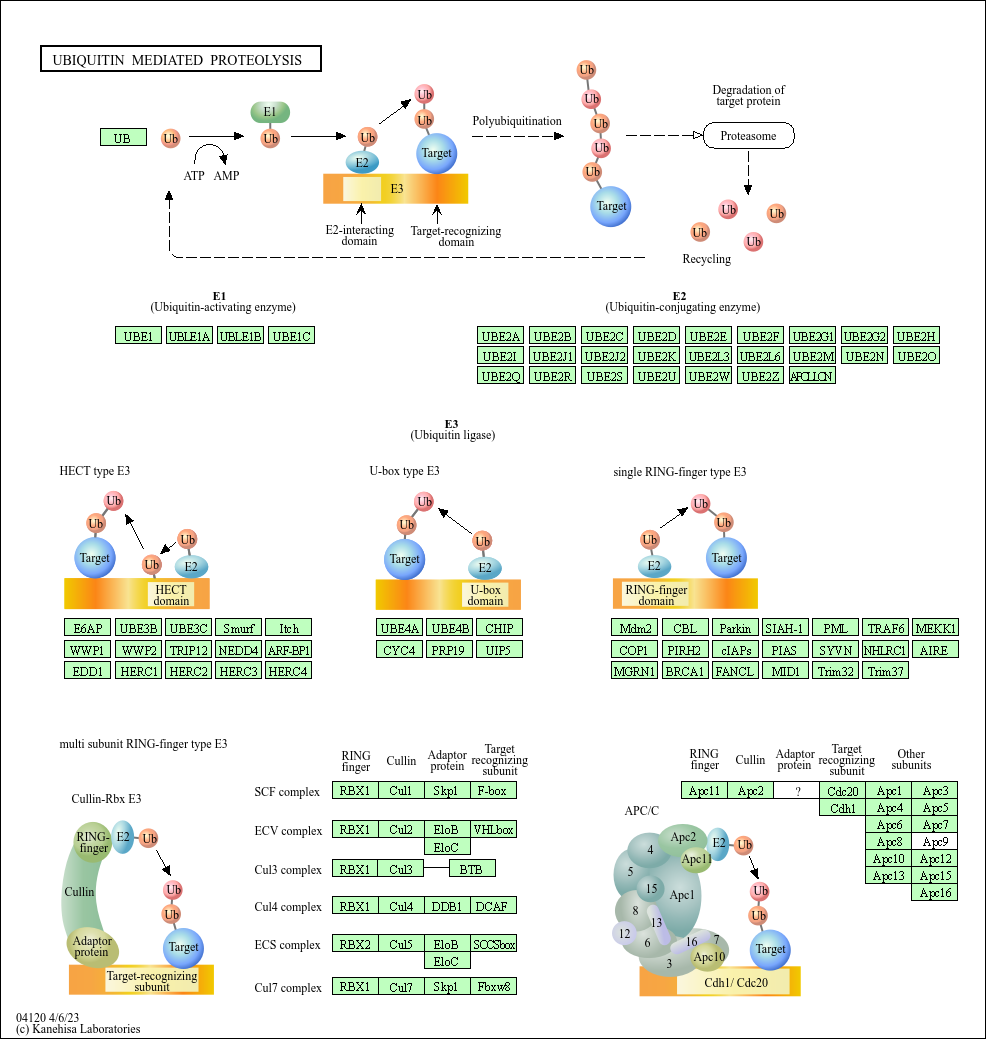 UBIQUITIN MEDIATED PROTEOLYSIS
UB
Ub
ATP AMP
E1
Ub
Ub
E2
Ub
Ub
Target
E3
E2-interacting
domain
Target-recognizing
domain
Polyubiquitination
Ub
Ub
Ub
Ub
Ub
Target
Degradation of
target protein
Proteasome
Ub
Ub
Ub
Ub
Recycling
E1
(Ubiquitin-activating enzyme)
UBE1 UBLE1A UBLE1B UBE1C
E2
(Ubiquitin-conjugating enzyme)
UBE2A UBE2B UBE2C UBE2D UBE2E UBE2F UBE2G1 UBE2G2 UBE2H
UBE2I UBE2J1 UBE2J2 UBE2K UBE2L3 UBE2L6 UBE2M UBE2N UBE2O
UBE2Q UBE2R UBE2S UBE2U UBE2W UBE2Z AFCLLCN
E3
(Ubiquitin ligase)
HECT type E3
Ub
Ub
Target
Ub
Ub
E2
HECT
domain
E6AP UBE3B UBE3C Smurf Itch
WWP1 WWP2 TRIP12 NEDD4 ARF-BP1
EDD1 HERC1 HERC2 HERC3 HERC4
U-box type E3
Ub
Ub
Target
Ub
E2
U-box
domain
UBE4A UBE4B CHIP
CYC4 PRP19 UIP5
single RING-finger type E3
Ub
Ub
Ub
E2
Target
RING-finger
domain
Mdm2 CBL Parkin SIAH-1 PML TRAF6 MEKK1
COP1 PIRH2 cIAPs PIAS SYVN NHLRC1 AIRE
MGRN1 BRCA1 FANCL MID1 Trim32 Trim37
multi subunit RING-finger type E3
Cullin-Rbx E3
RING-
finger
E2
Ub
Cullin
Ub
Ub
Adaptor
protein
Target
Target-recognizing
subunit
RING
finger
Cullin
Adaptor
protein
Target
recognizing
subunit
SCF complex RBX1 Cul1 Skp1 F-box
ECV complex RBX1 Cul2 EloB VHLbox
EloC
Cul3 complex RBX1 Cul3 BTB
Cul4 complex RBX1 Cul4 DDB1 DCAF
ECS complex RBX2 Cul5 EloB SOCSbox
EloC
Cul7 complex RBX1 Cul7 Skp1 Fbxw8
RING
finger
Cullin
Adaptor
protein
Target
recognizing
subunit
Other
subunits
Apc11 Apc2 ? Cdc20 Apc1 Apc3
Cdh1 Apc4 Apc5
Apc6 Apc7
Apc8 Apc9
Apc10 Apc12
Apc13 Apc15
Apc16
APC/C
Apc2
E2
Ub
4
Apc11
5
15
Apc1
Ub
8
13
Ub
12
6
16
7
3
Apc10
Target
Cdh1/ Cdc20
04120 4/6/23
(c) Kanehisa Laboratories